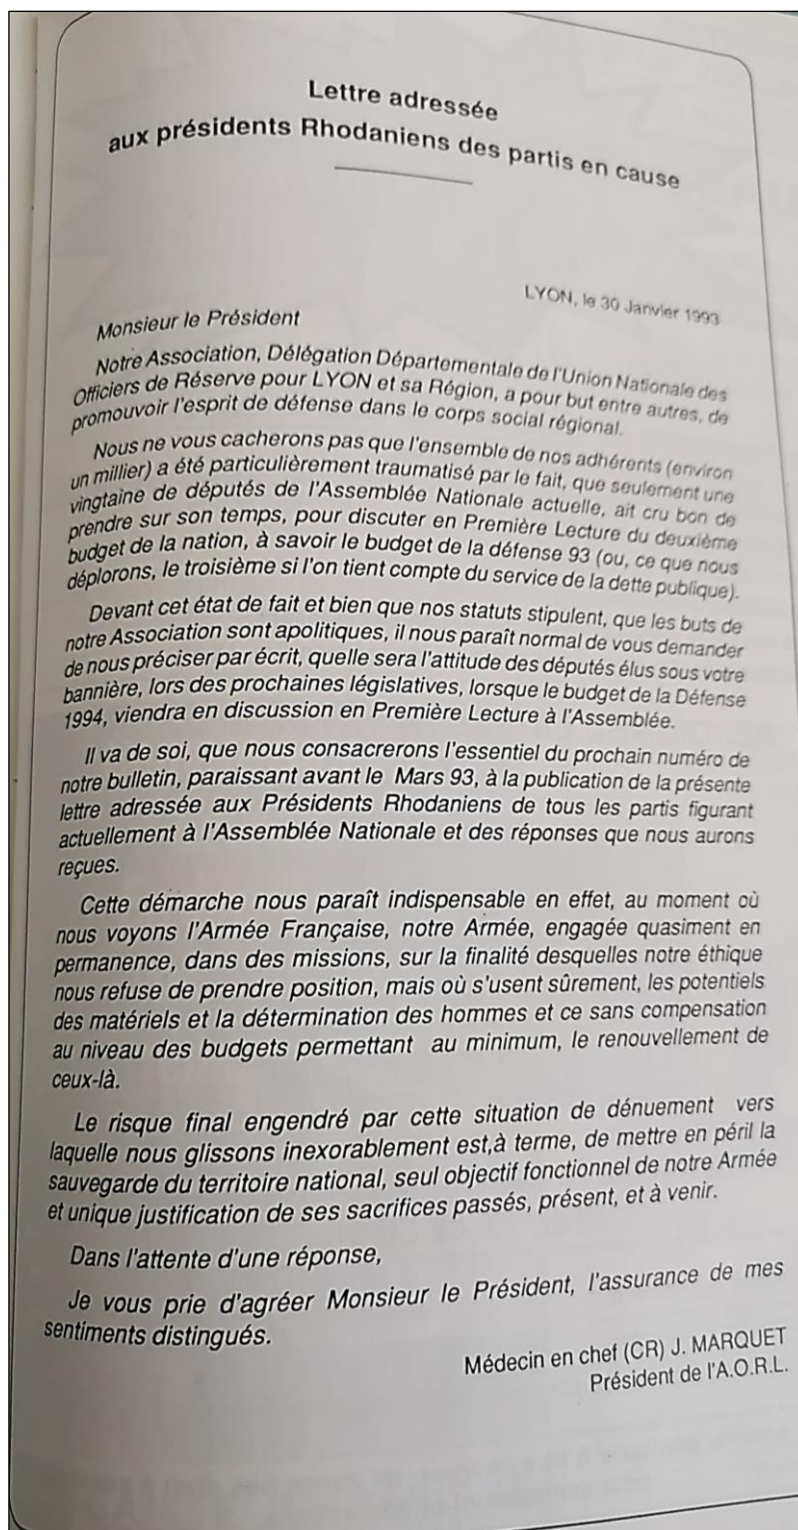 Lettre adressée
aux présidents Rhodaniens des partis en cause
LYON, le 30 Janvier 1993
Monsieur le Président
Notre Association, Délégation Départementale de l'Union Nationale des
Officiers de Réserve pour LYON et sa Région, a pour but entre autres, de
promouvoir l'esprit de défense dans le corps social régional.
Nous ne vous cacherons pas que l'ensemble de nos adhérents (environ
un millier) a été particulièrement traumatisé par le fait, que seulement une
vingtaine de députés de l'Assemblée Nationale actuelle, ait cru bon de
prendre sur son temps, pour discuter en Première Lecture du deuxième
budget de la nation, à savoir le budget de la défense 93 (ou, ce que nous
déplorons, le troisième si l'on tient compte du service de la dette publique).
Devant cet état de fait et bien que nos statuts stipulent, que les buts de
notre Association sont apolitiques, il nous paraît normal de vous demander
de nous préciser par écrit, quelle sera l'attitude des députés élus sous votre
bannière, lors des prochaines législatives, lorsque le budget de la Défense
1994, viendra en discussion en Première Lecture à l'Assemblée.
Il va de soi, que nous consacrerons l'essentiel du prochain numéro de
notre bulletin, paraissant avant le Mars 93, à la publication de la présente
lettre adressée aux Présidents Rhodaniens de tous les partis figurant
actuellement à l'Assemblée Nationale et des réponses que nous aurons
reçues.
Cette démarche nous paraît indispensable en effet, au moment où
nous voyons l'Armée Française, notre Armée, engagée quasiment en
permanence, dans des missions, sur la finalité desquelles notre éthique
nous refuse de prendre position, mais où s'usent sûrement, les potentiels
des matériels et la détermination des hommes et ce sans compensation
au niveau des budgets permettant au minimum, le renouvellement de
ceux-là.
Le risque final engendré par cette situation de dénuement vers
laquelle nous glissons inexorablement est,à terme, de mettre en péril la
sauvegarde du territoire national, seul objectif fonctionnel de notre Armée
et unique justification de ses sacrifices passés, présent, et à venir.
Dans l'attente d'une réponse,
Je vous prie d'agréer Monsieur le Président, l'assurance de mes
sentiments distingués.
Médecin en chef (CR) J. MARQUET
Président de l'A.O.R.L.